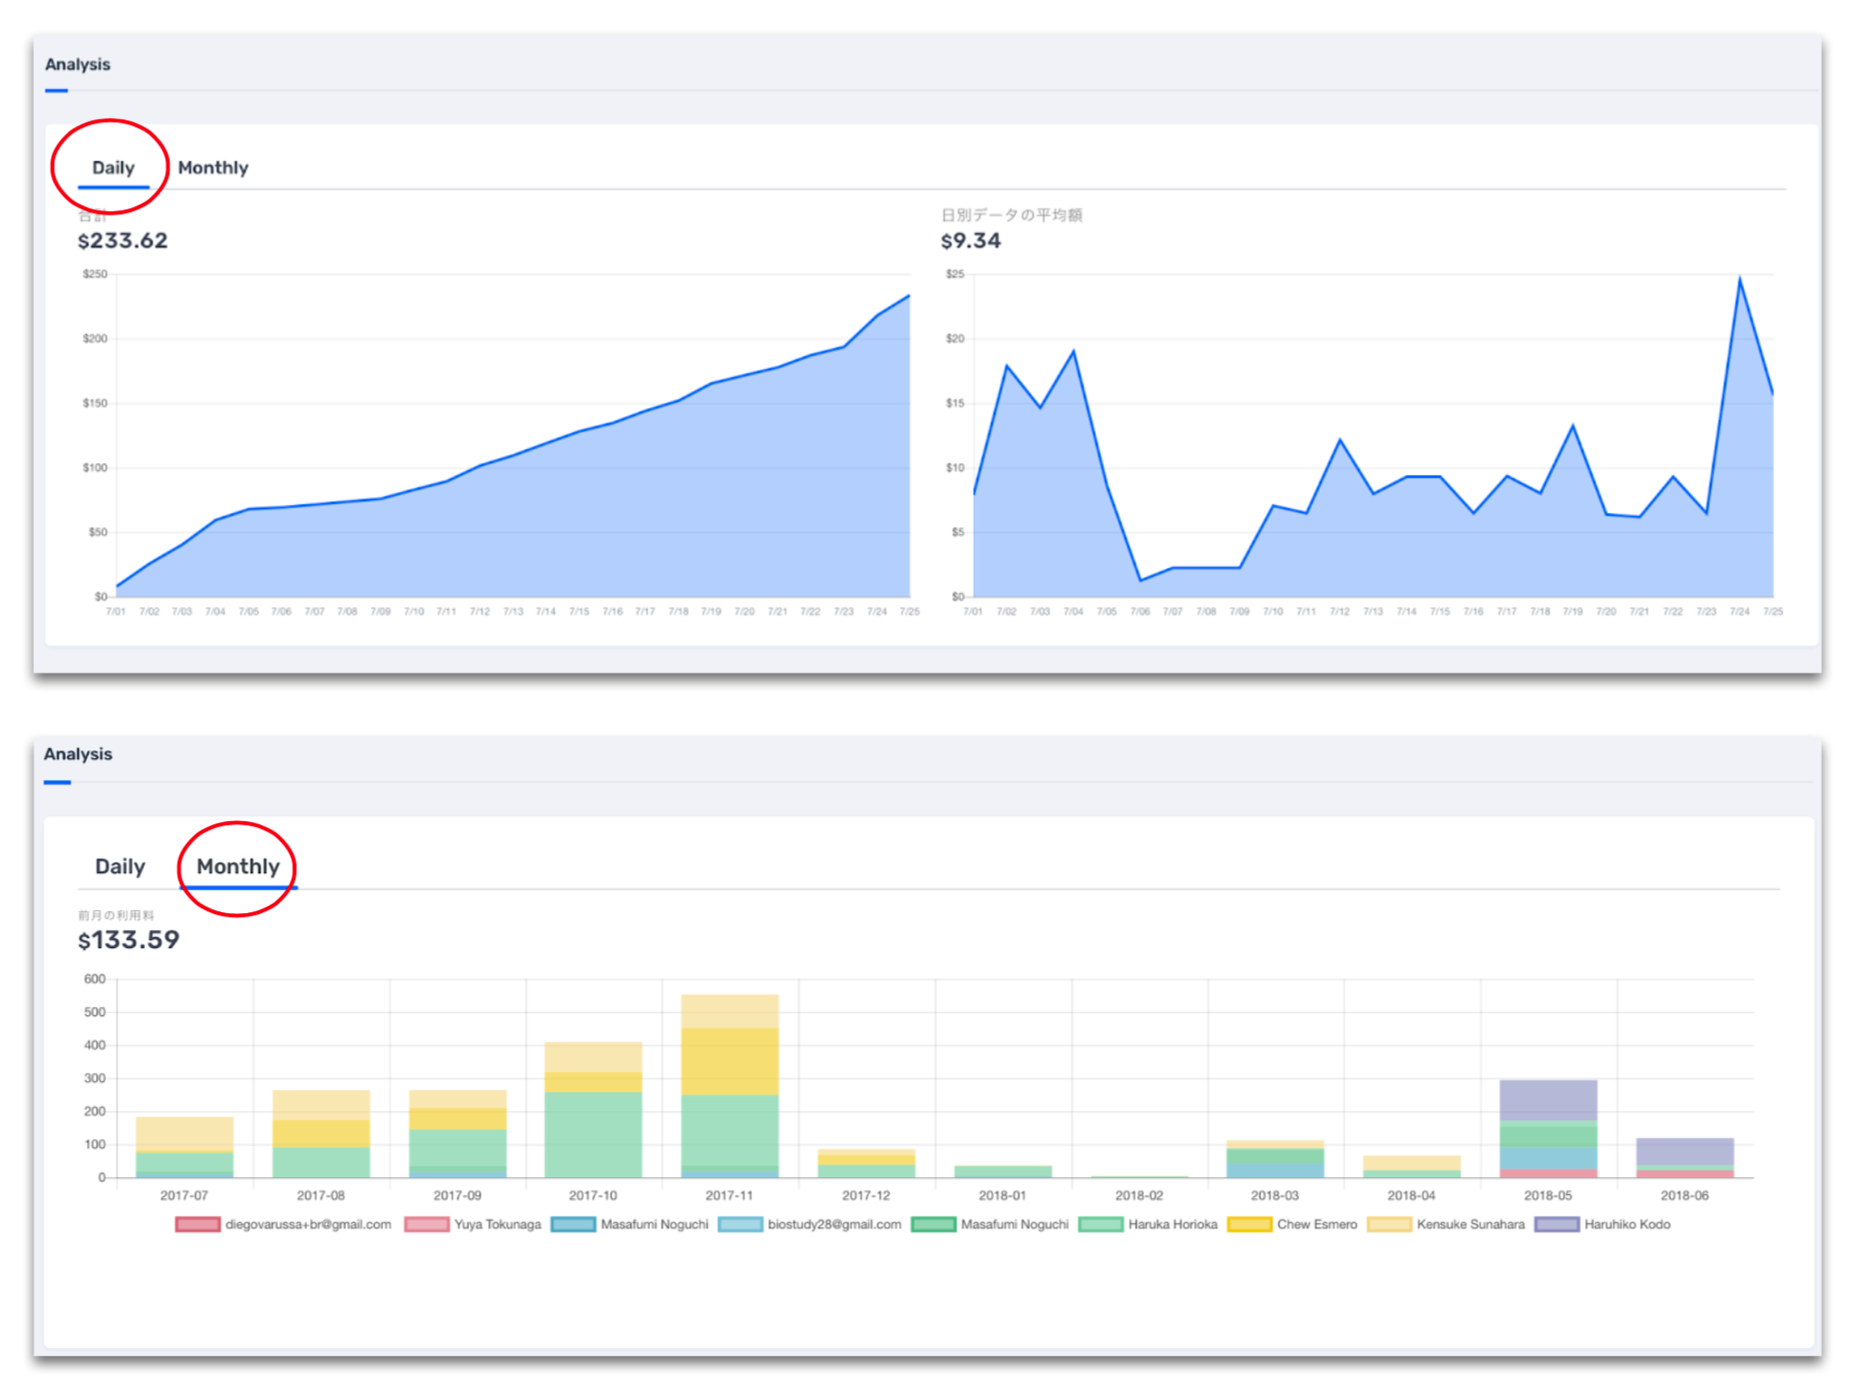 Analysis
Daily Monthly
合計
$233.62
日別データの平均額
$9.34
$250
$200
$150
$100
$50
$0
7/01 7/02 7/03 7/04 7/05 7/06 7/07 7/08 7/09 7/10 7/11 7/12 7/13 7/14 7/15 7/16 7/17 7/18 7/19 7/20 7/21 7/22 7/23 7/24 7/25
$25
$20
$15
$10
$5
$0
7/01 7/02 7/03 7/04 7/05 7/06 7/07 7/08 7/09 7/10 7/11 7/12 7/13 7/14 7/15 7/16 7/17 7/18 7/19 7/20 7/21 7/22 7/23 7/24 7/25
Analysis
Daily Monthly
前月の利用料
$133.59
600
500
400
300
200
100
0
2017-07 2017-08 2017-09 2017-10 2017-11 2017-12 2018-01 2018-02 2018-03 2018-04 2018-05 2018-06
diegovarussa+br@gmail.com Yuya Tokunaga Masafumi Noguchi biostudy28@gmail.com Masafumi Noguchi Haruka Horioka Chew Esmero Kensuke Sunahara Haruhiko Kodo